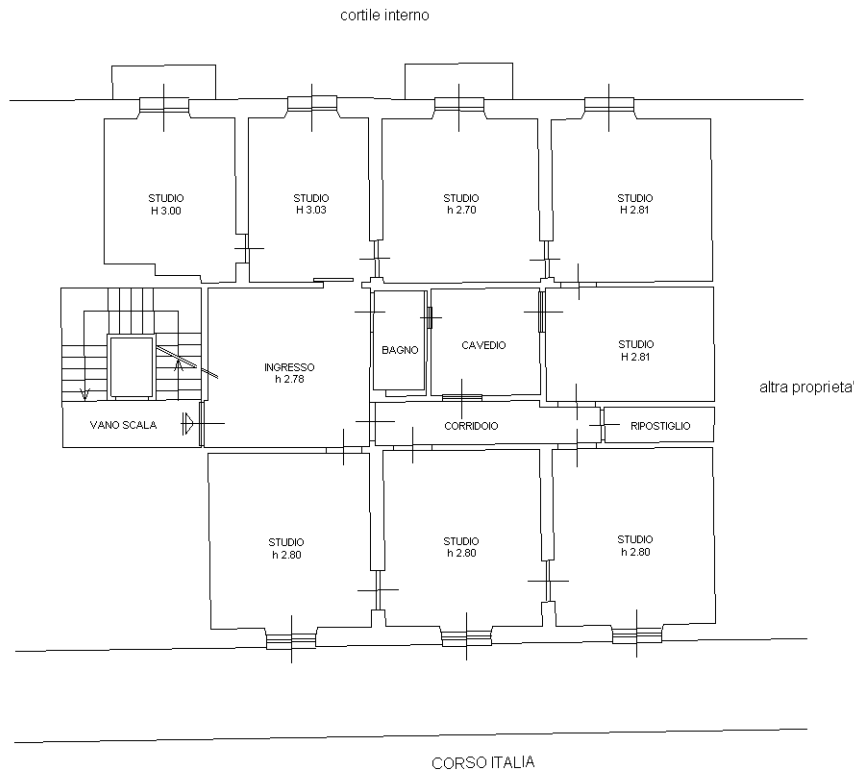 cortile interno
STUDIO
H 3.00
STUDIO
H 3.03
STUDIO
h 2.70
STUDIO
H 2.81
INGRESSO
h 2.78
BAGNO
CAVEDIO
STUDIO
H 2.81
altra proprieta'
VANO SCALA
CORRIDOIO
RIPOSTIGLIO
STUDIO
h 2.80
STUDIO
h 2.80
STUDIO
h 2.80
CORSO ITALIA